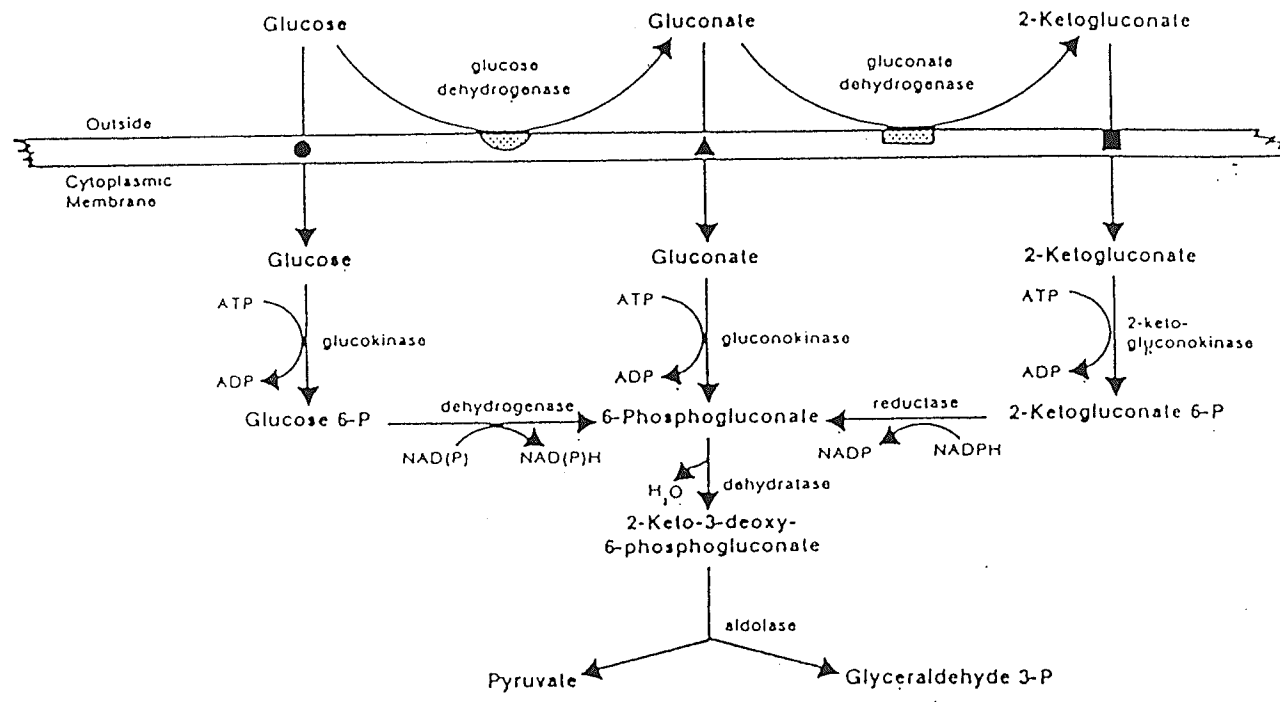 Glucose
Gluconate
2-Ketogluconate
glucose
dehydrogenase
gluconate
dehydrogenase
Outside
Cytoplasmic
Membrane
Glucose
Gluconate
2-Ketogluconate
ATP
glucokinase
ADP
ATP
gluconokinase
ADP
ATP
2-keto-
gluconokinase
ADP
Glucose 6-P
dehydrogenase
6-Phosphogluconate
reductase
2-Ketogluconate 6-P
NAD(P)
NAD(P)H
NADP
NADPH
H₂O
dehydratase
2-Keto-3-deoxy-
6-phosphogluconate
aldolase
Pyruvate
Glyceraldehyde 3-P